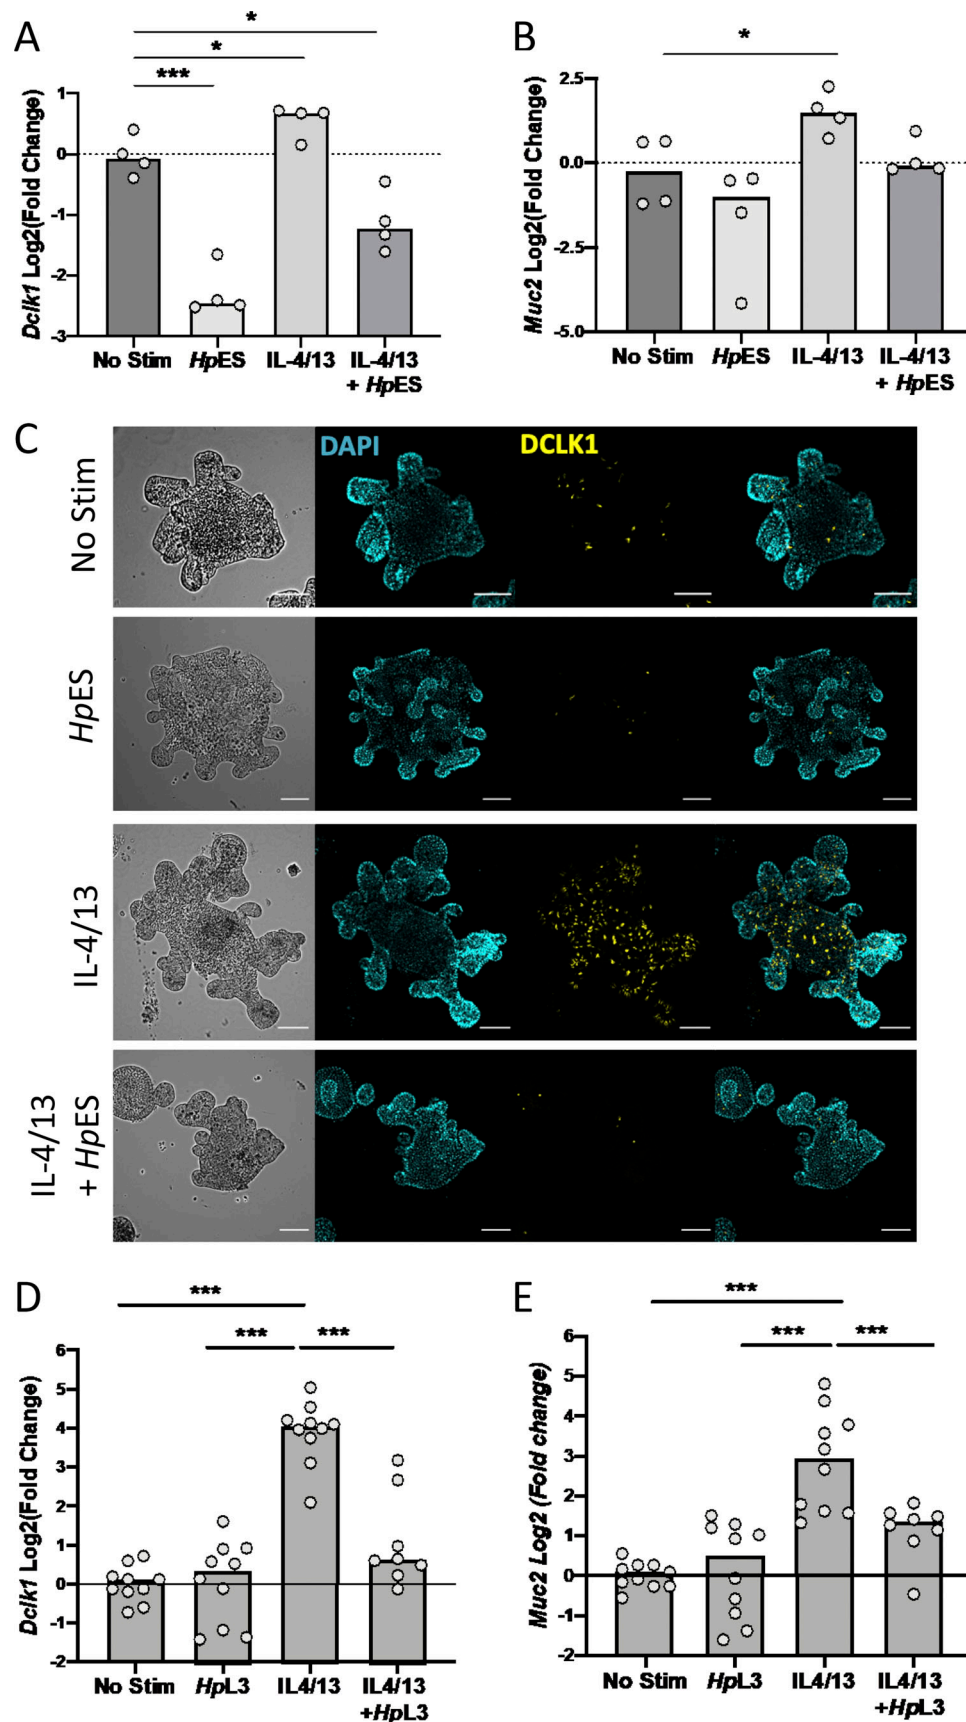 A
*
*
***
Dclk1 Log2(Fold Change)
1
0
-1
-2
-3
No Stim
HpES
IL-4/13
IL-4/13
+ HpES
B
*
Muc2 Log2(Fold Change)
2.5
0.0
-2.5
-5.0
No Stim
HpES
IL-4/13
IL-4/13
+ HpES
C
DAPI
DCLK1
No Stim
HpES
IL-4/13
IL-4/13
+ HpES
D
***
***
***
Dclk1 Log2(Fold Change)
6
5
4
3
2
1
0
-1
-2
No Stim
HpL3
IL4/13
IL4/13
+HpL3
E
***
***
***
Muc2 Log2 (Fold change)
6
5
4
3
2
1
0
-1
-2
No Stim
HpL3
IL4/13
IL4/13
+HpL3